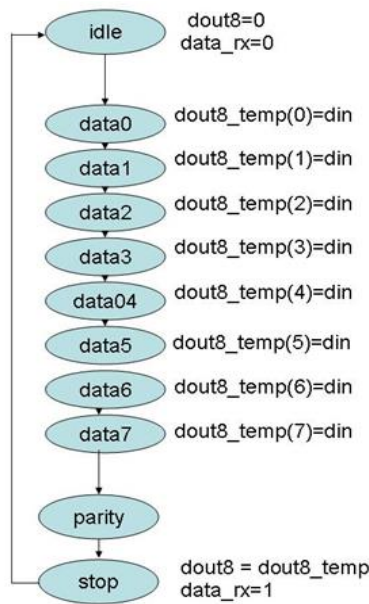 idle
dout8=0
data_rx=0
data0
dout8_temp(0)=din
data1
dout8_temp(1)=din
data2
dout8_temp(2)=din
data3
dout8_temp(3)=din
data04
dout8_temp(4)=din
data5
dout8_temp(5)=din
data6
dout8_temp(6)=din
data7
dout8_temp(7)=din
parity
stop
dout8 = dout8_temp
data_rx=1